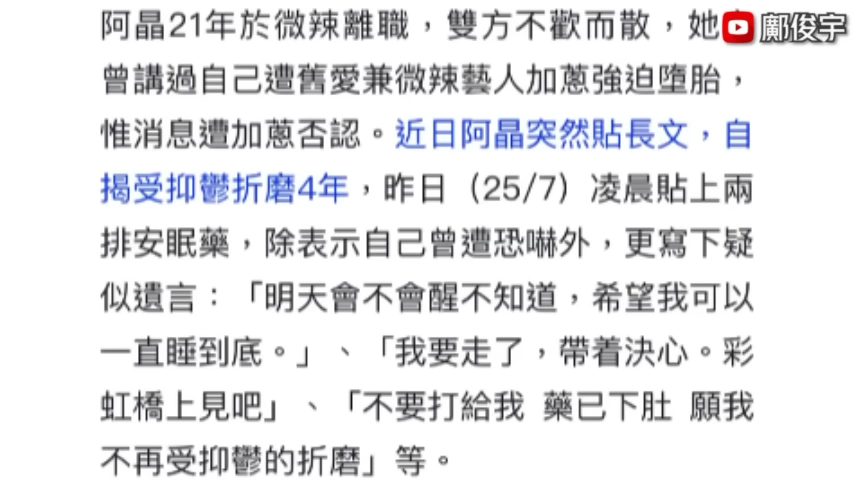 鄺俊宇
阿晶21年於微辣離職，雙方不歡而散，她
曾講過自己遭舊愛兼微辣藝人加蔥強迫墮胎，
惟消息遭加蔥否認。近日阿晶突然貼長文，自
揭受抑鬱折磨4年，昨日（25/7）凌晨貼上兩
排安眠藥，除表示自己曾遭恐嚇外，更寫下疑
似遺言：「明天會不會醒不知道，希望我可以
一直睡到底。」、「我要走了，帶着決心。彩
虹橋上見吧」、「不要打給我 藥已下肚 願我
不再受抑鬱的折磨」等。